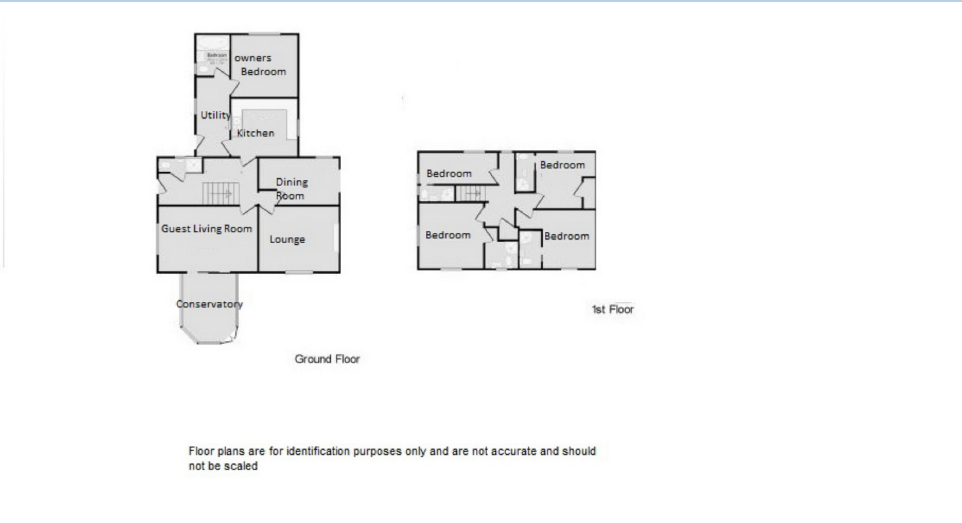 Bathroom
owners
Bedroom
Utility
Kitchen
Dining
Room
Guest Living Room
Lounge
Conservatory
Ground Floor
Bedroom
Bedroom
Bedroom
Bedroom
1st Floor
Floor plans are for identification purposes only and are not accurate and should
not be scaled